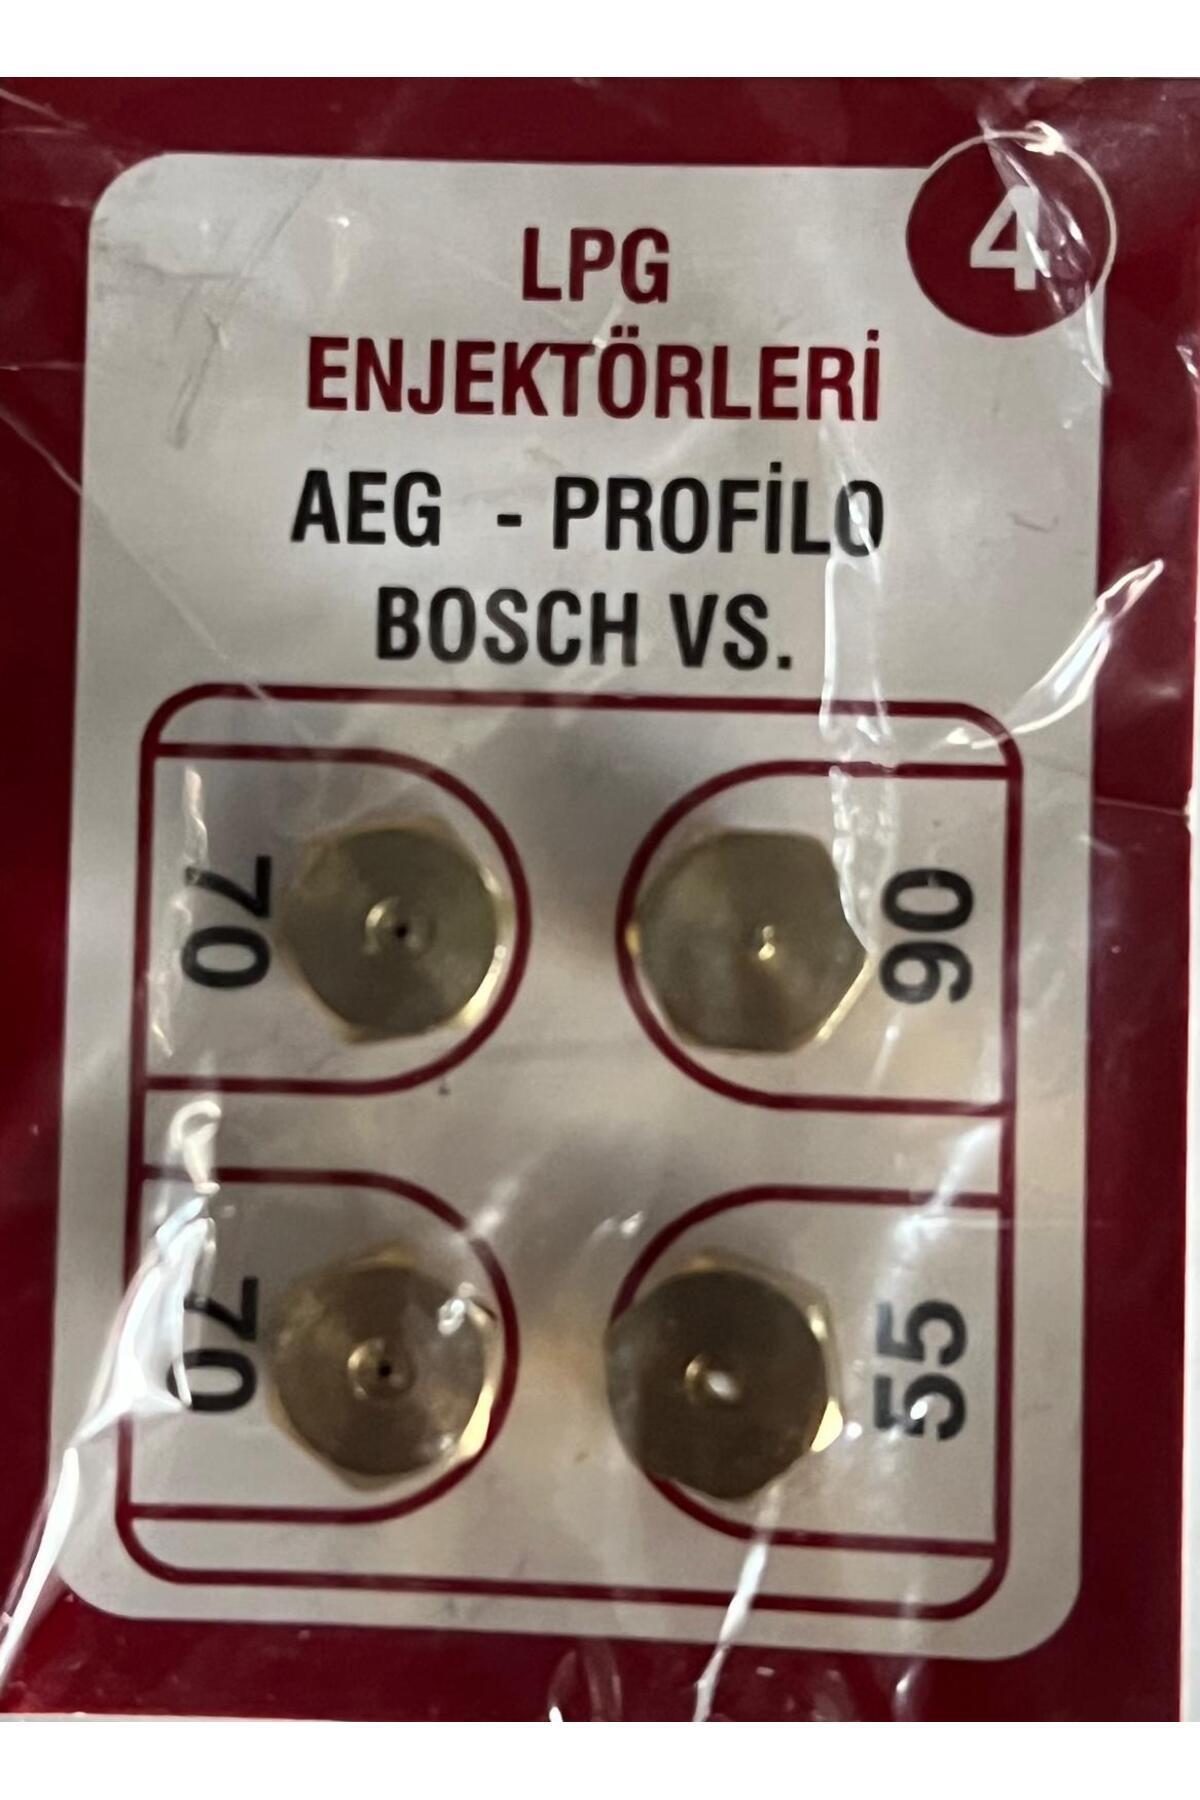 4
LPG
ENJEKTÖRLERİ
AEG - PROFİLO
BOSCH VS.
70
90
70
55